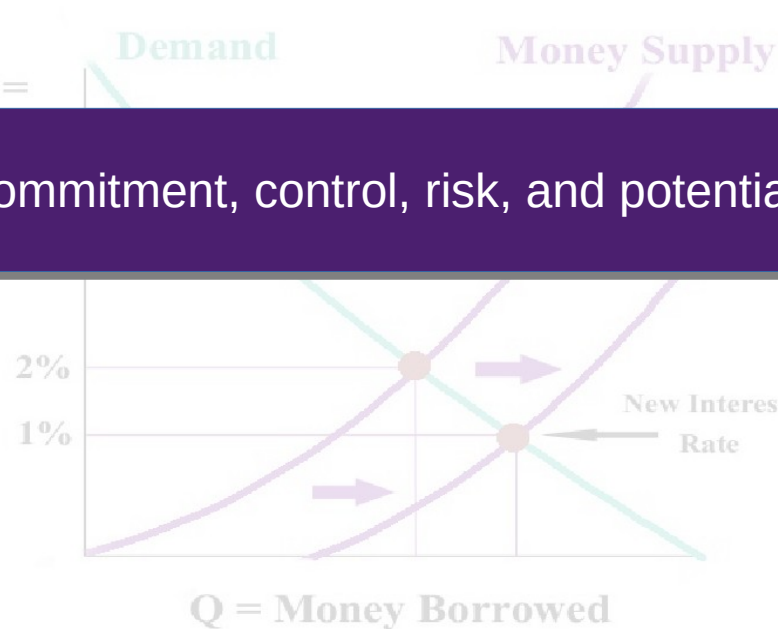 Demand
Money Supply
=
ommitment, control, risk, and potentia
2%
1%
New Interes
Rate
Q = Money Borrowed